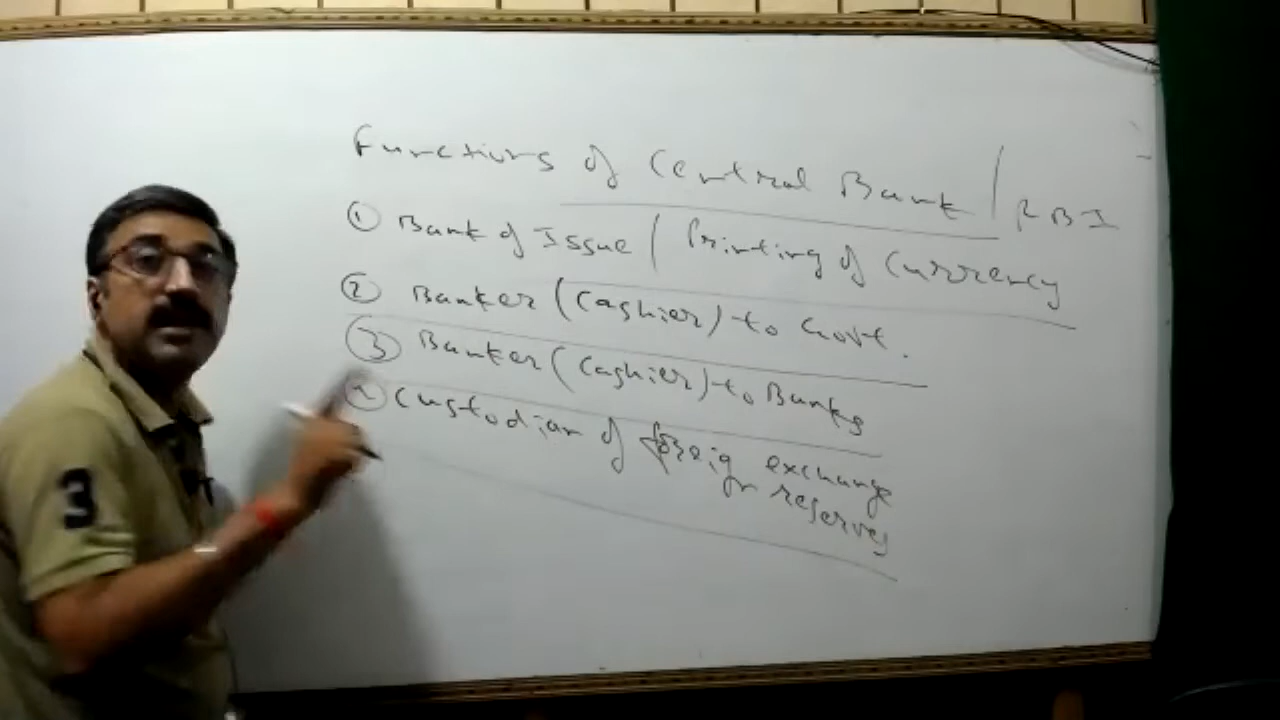 Functions of Central Bank / RBI
① Bank of Issue / Printing of Currency
② Banker (Cashier) to Govt.
③ Banker (Cashier) to Banks
④ Custodian of foreign exchange
reserves
3